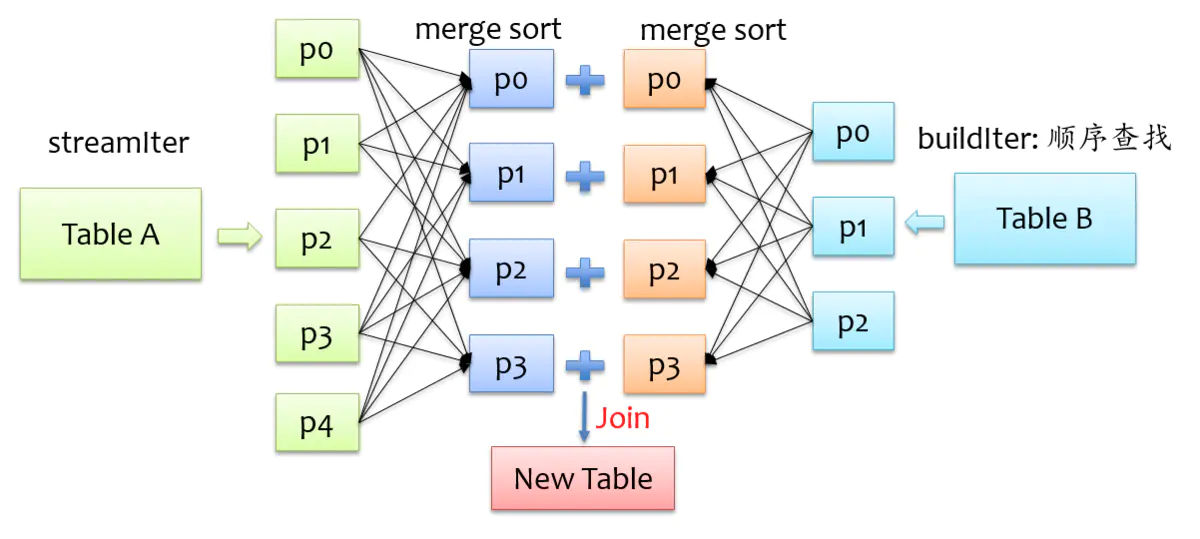 merge sort
merge sort
streamIter
Table A
p0
p1
p2
p3
p4
p0
p1
p2
p3
p0
p1
p2
p3
p0
p1
p2
buildIter: 顺序查找
Table B
Join
New Table